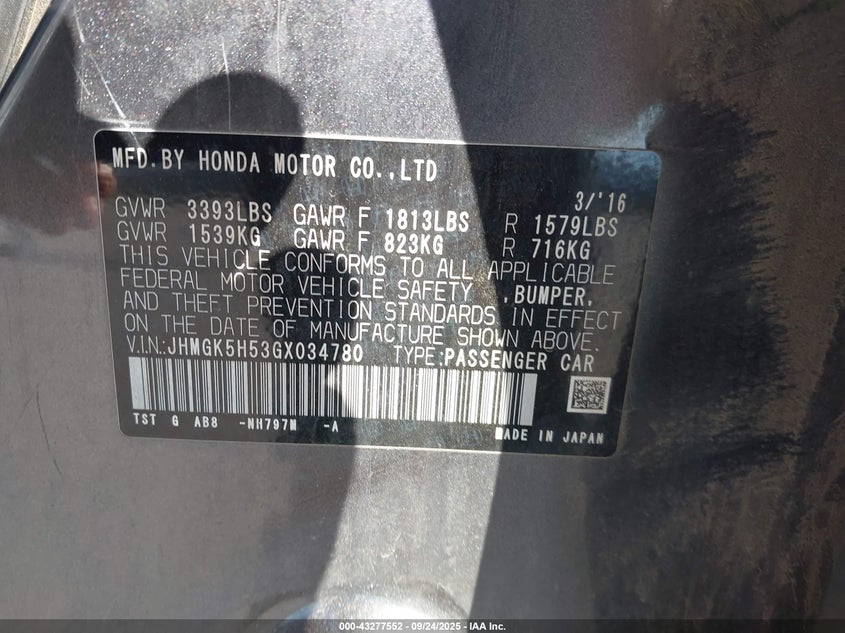 MFD. BY HONDA MOTOR CO.,LTD
3/'16
GVWR 3393LBS GAWR F 1813LBS R 1579LBS
GVWR 1539KG GAWR F 823KG R 716KG
THIS VEHICLE CONFORMS TO ALL APPLICABLE
FEDERAL MOTOR VEHICLE SAFETY ,BUMPER,
AND THEFT PREVENTION STANDARDS IN EFFECT
ON THE DATE OF MANUFACTURE SHOWN ABOVE.
V.I.N.:JHMGK5H53GX034780 TYPE:PASSENGER CAR
TST G AB8 -NH797M -A MADE IN JAPAN
000-43277552 - 09/24/2025 - IAA Inc.